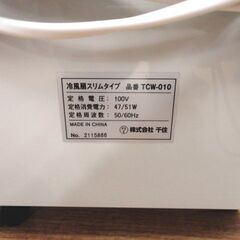 冷風扇スリムタイプ 品番 TCW-010
定格電圧: 100V
定格消費電力: 47/51W
定格周波数: 50/60Hz
MADE IN CHINA
No. 2115866
株式会社 千住